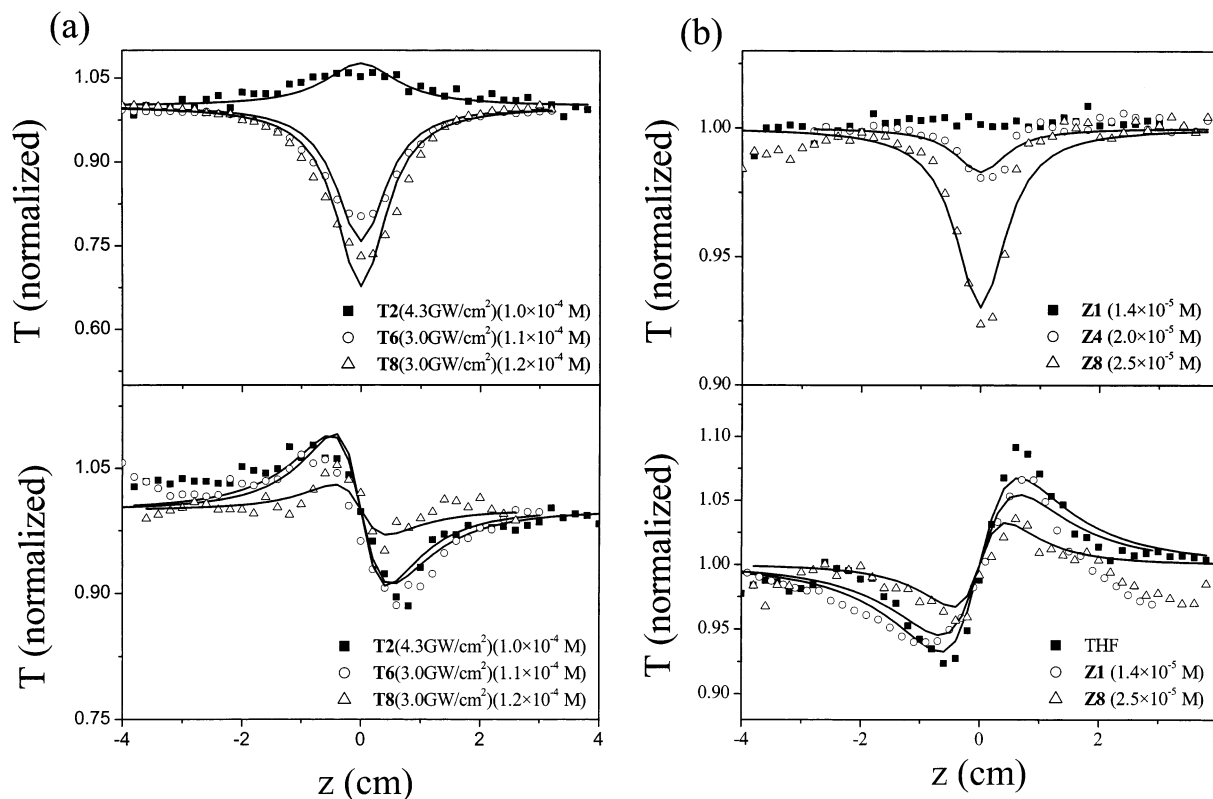 (a)
T (normalized)
1.05
0.90
0.75
0.60
T2(4.3GW/cm²)(1.0×10⁻⁴ M)
T6(3.0GW/cm²)(1.1×10⁻⁴ M)
T8(3.0GW/cm²)(1.2×10⁻⁴ M)
T (normalized)
1.05
0.90
0.75
T2(4.3GW/cm²)(1.0×10⁻⁴ M)
T6(3.0GW/cm²)(1.1×10⁻⁴ M)
T8(3.0GW/cm²)(1.2×10⁻⁴ M)
-4 -2 0 2 4
z (cm)
(b)
T (normalized)
1.00
0.95
0.90
Z1 (1.4×10⁻⁵ M)
Z4 (2.0×10⁻⁵ M)
Z8 (2.5×10⁻⁵ M)
T (normalized)
1.10
1.05
1.00
0.95
0.90
THF
Z1 (1.4×10⁻⁵ M)
Z8 (2.5×10⁻⁵ M)
-4 -2 0 2
z (cm)